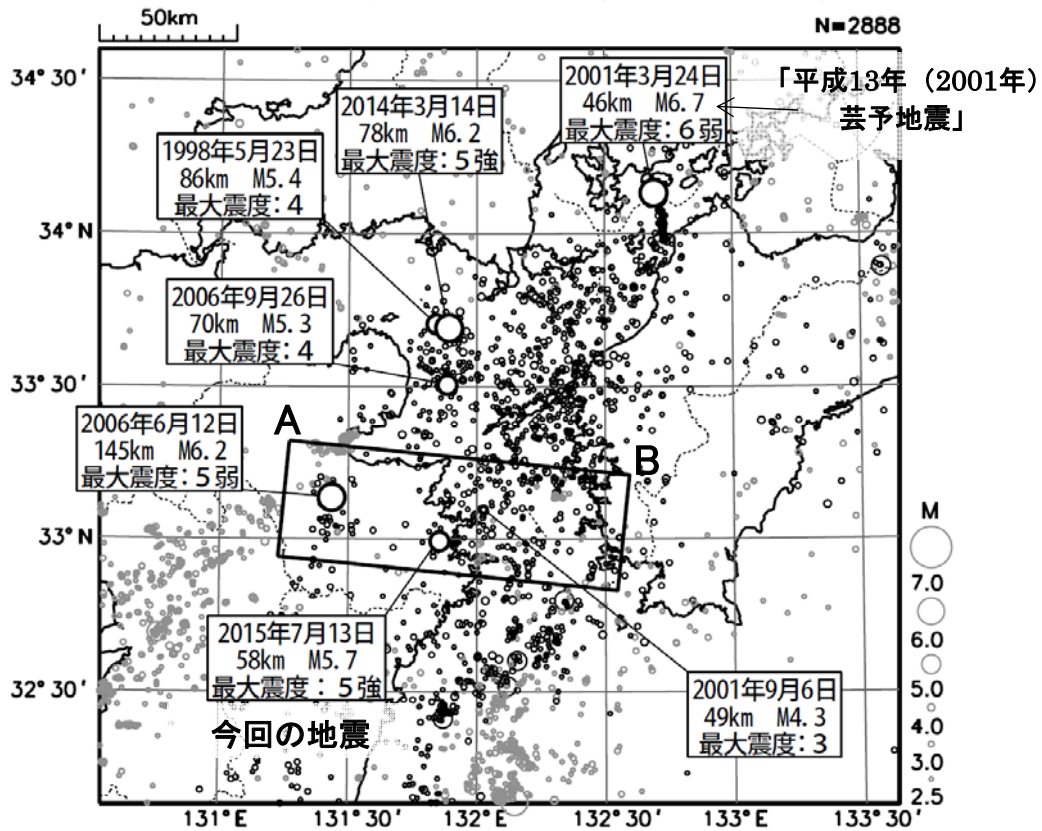 50km
N=2888
34°30′
34°N
33°30′
33°N
32°30′
131°E
131°30′
132°E
132°30′
133°E
133°30′
2001年3月24日
46km M6.7
最大震度:6弱
「平成13年（2001年）
芸予地震」
2014年3月14日
78km M6.2
最大震度:5強
1998年5月23日
86km M5.4
最大震度:4
2006年9月26日
70km M5.3
最大震度:4
2006年6月12日
145km M6.2
最大震度:5弱
A
B
2015年7月13日
58km M5.7
最大震度：5強
今回の地震
2001年9月6日
49km M4.3
最大震度:3
M
7.0
6.0
5.0
4.0
3.0
2.5